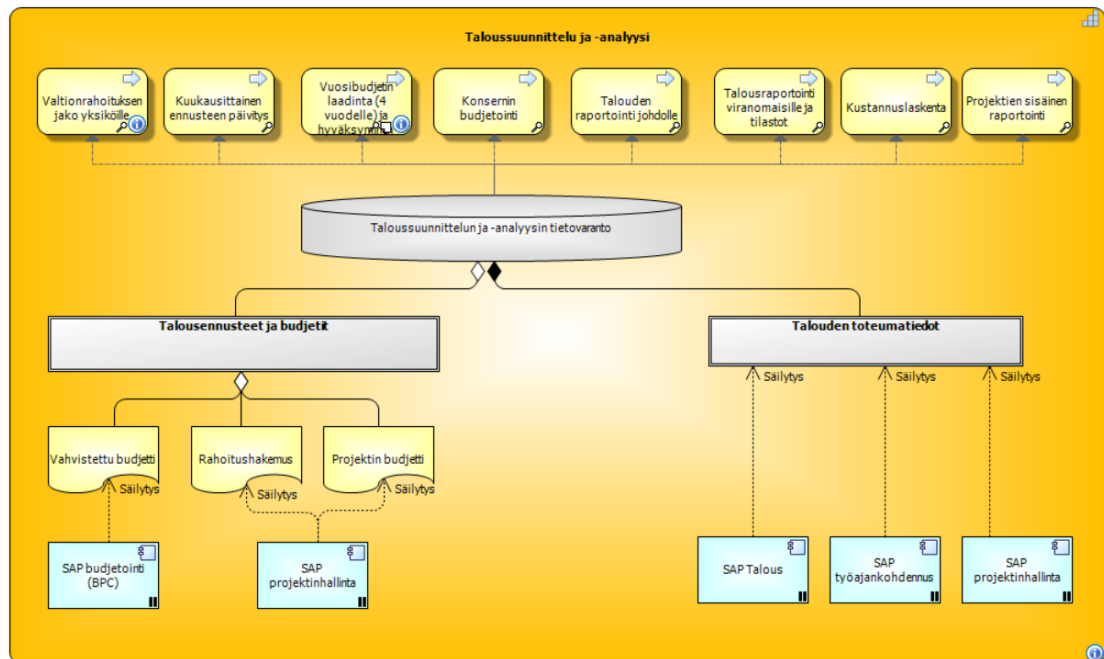 Taloussuunnittelu ja -analyysi
Valtionrahoituksen
jako yksiköille
Kuukausittainen
ennusteen päivitys
Vuosibudjetin
laadinta (4
vuodelle) ja
Konsernin
budjetointi
Talouden
raportointi johdolle
Talousraportointi
viranomaisille ja
tilastot
Kustannuslaskenta
Projektien sisäinen
raportointi
Taloussuunnittelun ja -analyysin tietovaranto
Talousennusteet ja budjetit
Talouden toteumatiedot
Säilytys
Säilytys
Säilytys
Vahvistettu budjetti
Rahoitushakemus
Projektin budjetti
Säilytys
Säilytys
Säilytys
SAP budjetointi
(BPC)
SAP
projektinhallinta
SAP Talous
SAP
työajankohdennus
SAP
projektinhallinta